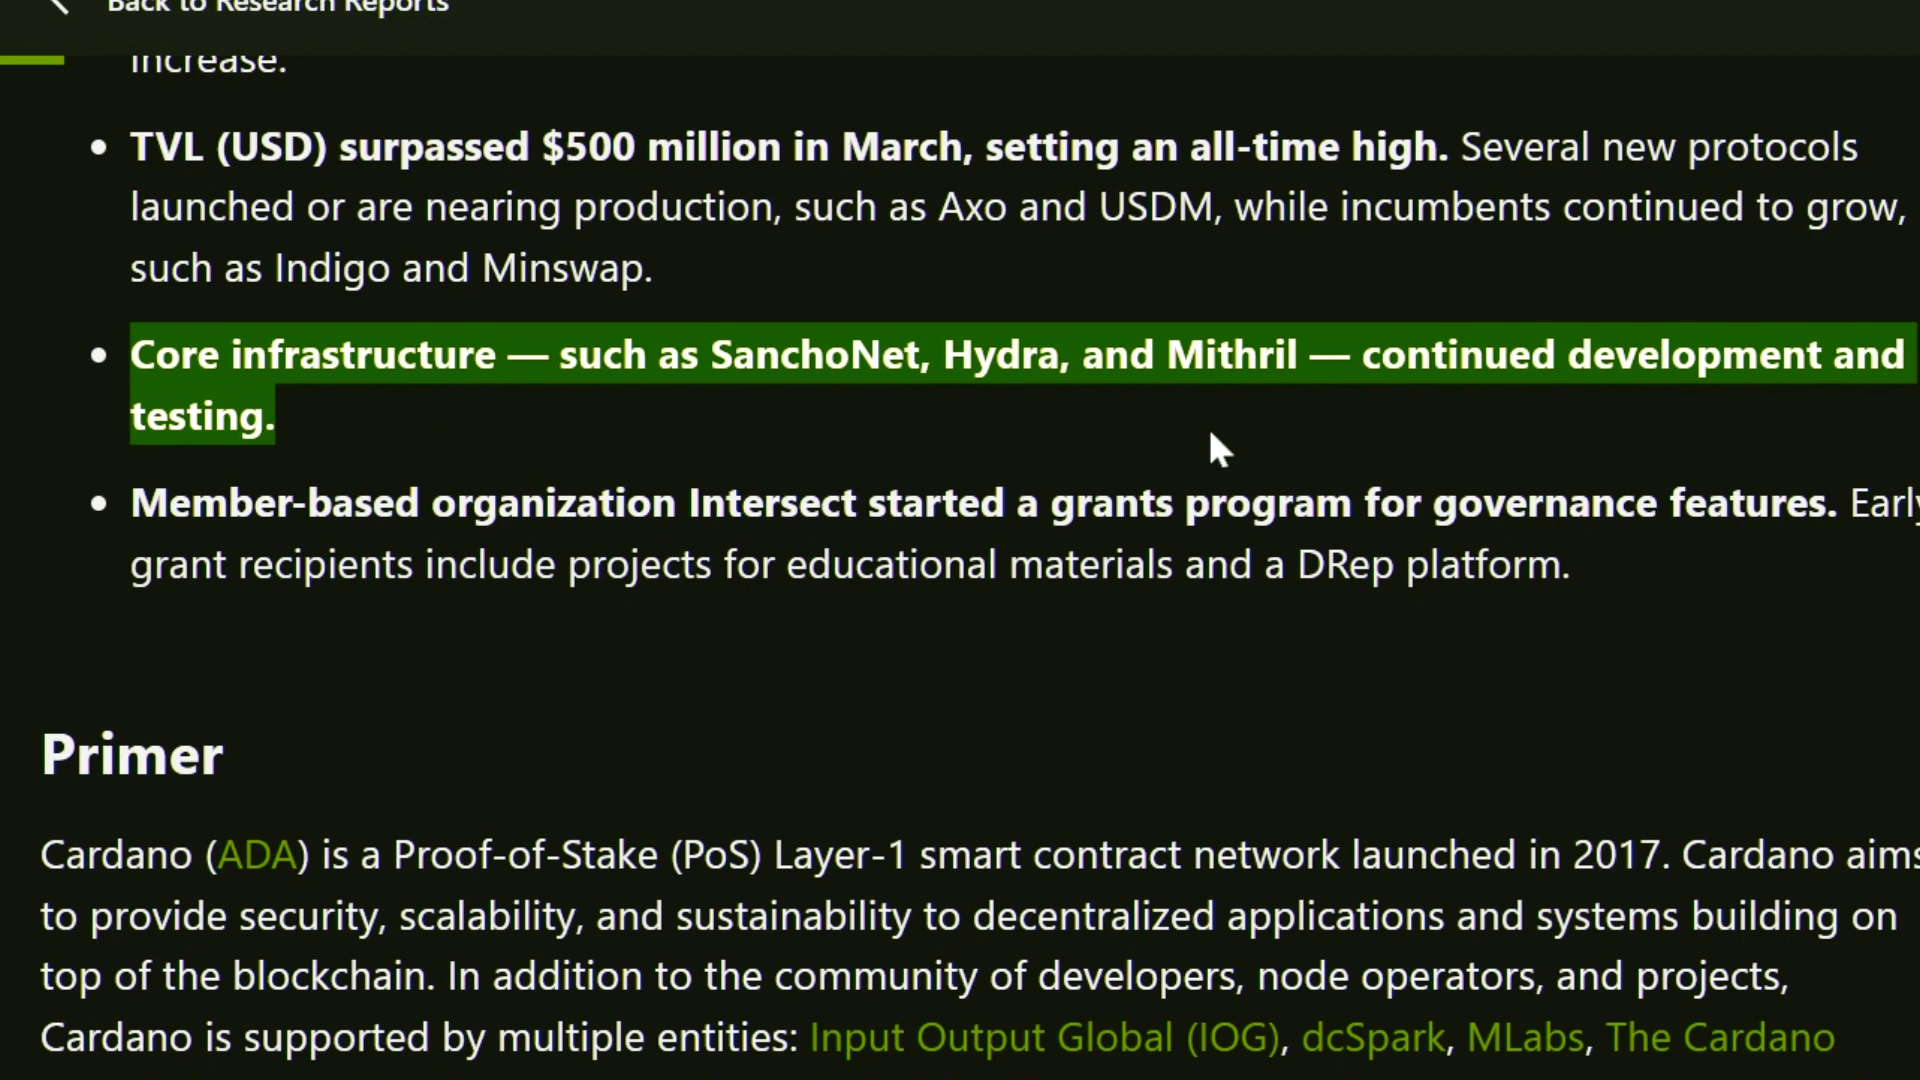 Back to Research Reports
increase.
• TVL (USD) surpassed $500 million in March, setting an all-time high. Several new protocols
launched or are nearing production, such as Axo and USDM, while incumbents continued to grow,
such as Indigo and Minswap.
• Core infrastructure — such as SanchoNet, Hydra, and Mithril — continued development and
testing.
• Member-based organization Intersect started a grants program for governance features. Early
grant recipients include projects for educational materials and a DRep platform.
Primer
Cardano (ADA) is a Proof-of-Stake (PoS) Layer-1 smart contract network launched in 2017. Cardano aims
to provide security, scalability, and sustainability to decentralized applications and systems building on
top of the blockchain. In addition to the community of developers, node operators, and projects,
Cardano is supported by multiple entities: Input Output Global (IOG), dcSpark, MLabs, The Cardano